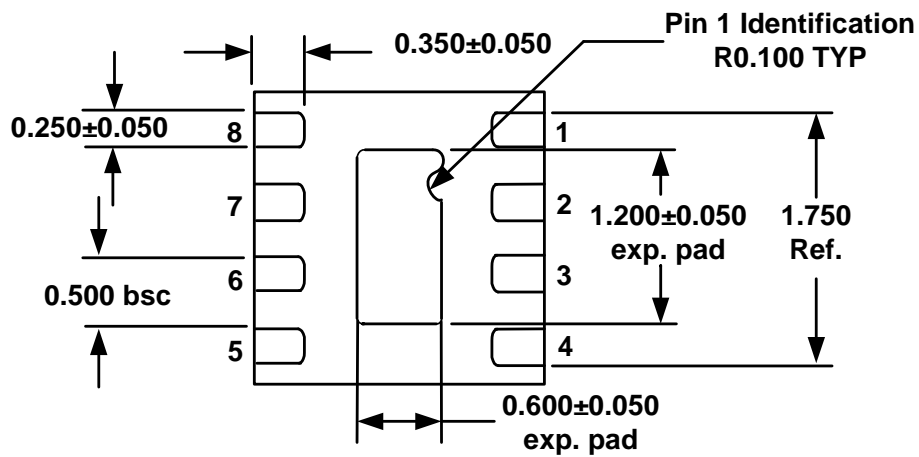 Pin 1 Identification
R0.100 TYP
0.350±0.050
0.250±0.050
8
1
7
2
1.200±0.050
exp. pad
1.750
Ref.
6
3
0.500 bsc
5
4
0.600±0.050
exp. pad